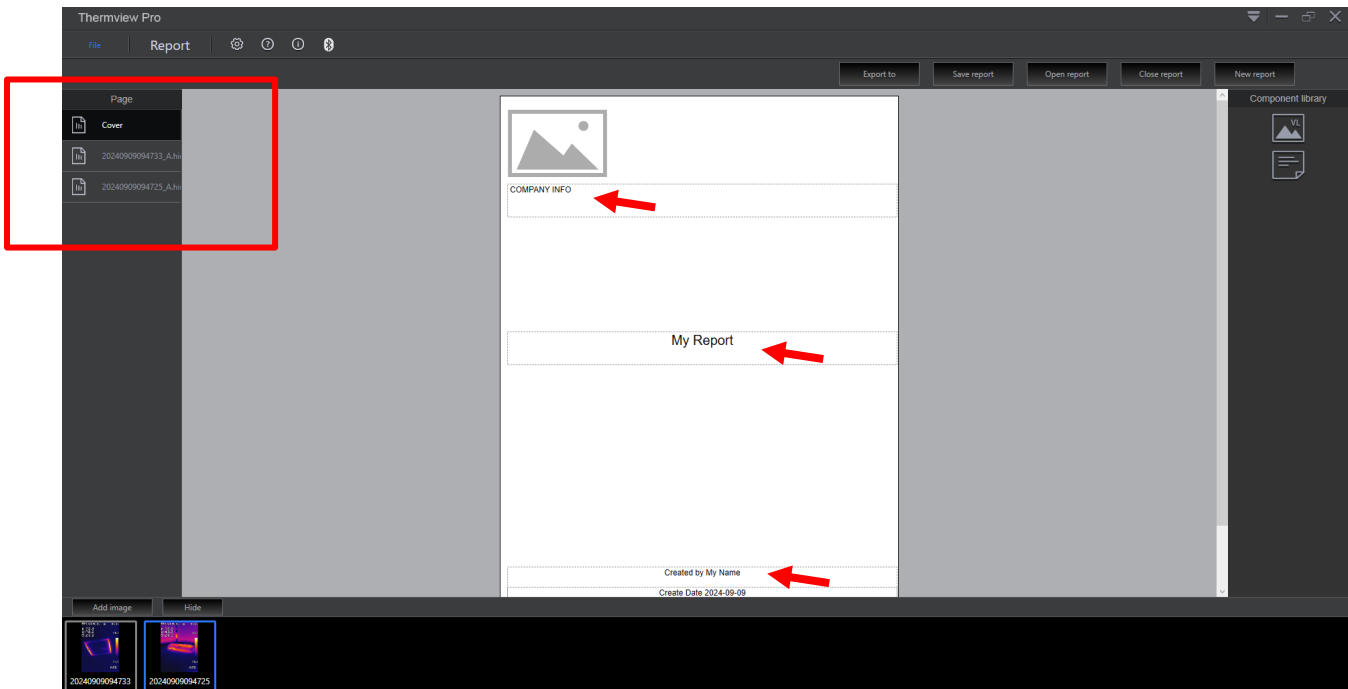 Thermview Pro
File Report
Export to Save report Open report Close report New report
Page
Component library
Cover
VL
20240909094733_A.hi
20240909094725_A.hi
COMPANY INFO
My Report
Created by My Name
Create Date 2024-09-09
Add image Hide
20240909094733 20240909094725